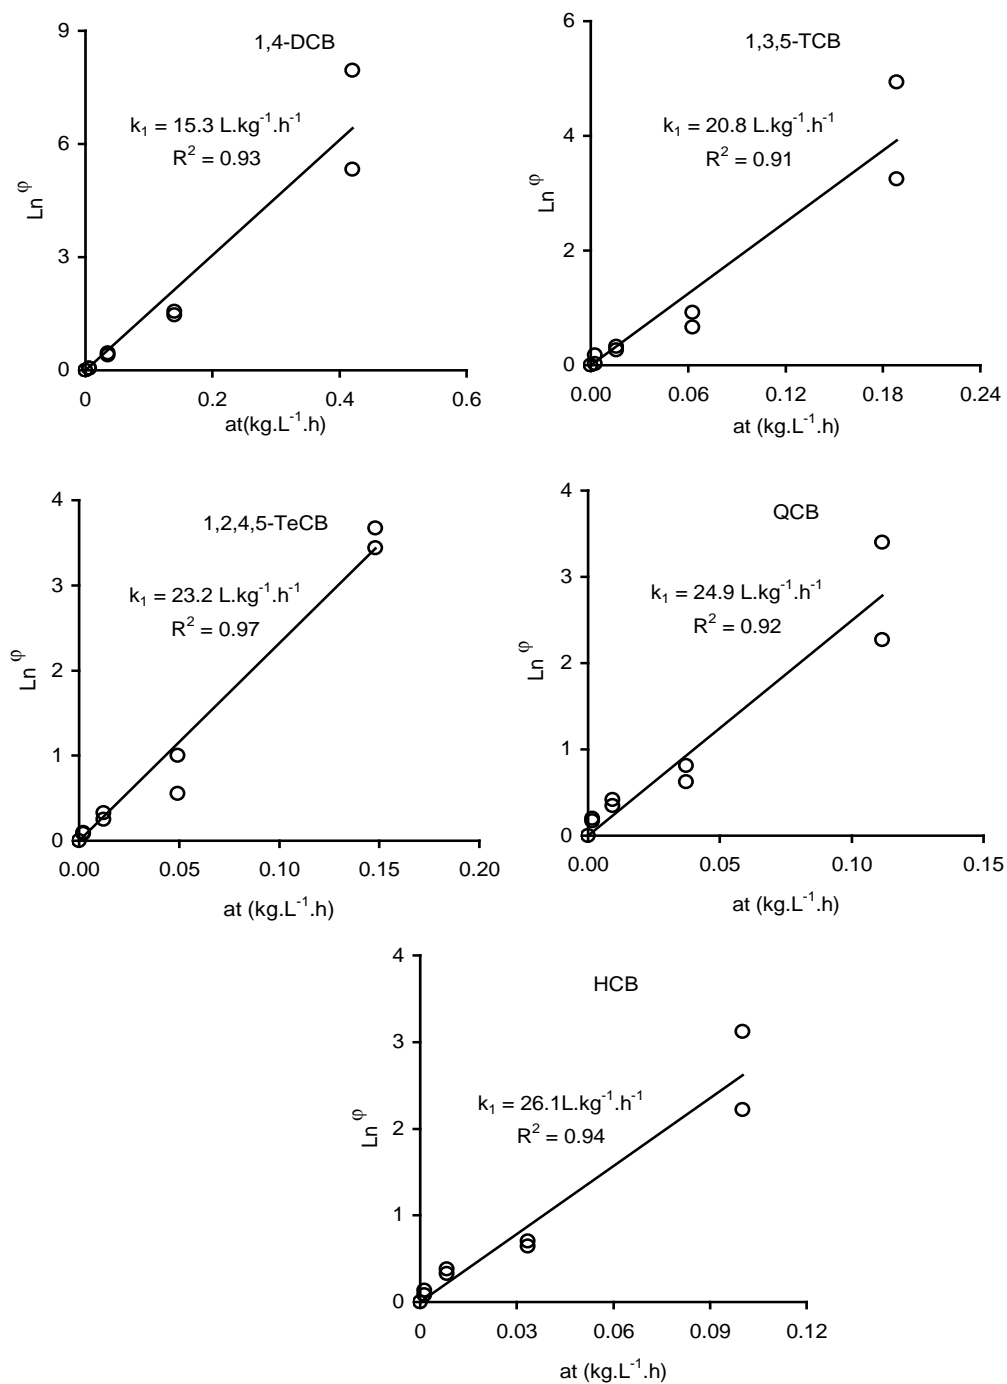 1,4-DCB
9
6
3
0
k₁ = 15.3 L.kg⁻¹.h⁻¹
R² = 0.93
Ln φ
0 0.2 0.4 0.6
at(kg.L⁻¹.h)
1,3,5-TCB
6
4
2
0
k₁ = 20.8 L.kg⁻¹.h⁻¹
R² = 0.91
Ln φ
0.00 0.06 0.12 0.18 0.24
at (kg.L⁻¹.h)
1,2,4,5-TeCB
4
3
2
1
0
k₁ = 23.2 L.kg⁻¹.h⁻¹
R² = 0.97
Ln φ
0.00 0.05 0.10 0.15 0.20
at (kg.L⁻¹.h)
QCB
4
3
2
1
0
k₁ = 24.9 L.kg⁻¹.h⁻¹
R² = 0.92
Ln φ
0.00 0.05 0.10 0.15
at (kg.L⁻¹.h)
HCB
4
3
2
1
0
k₁ = 26.1L.kg⁻¹.h⁻¹
R² = 0.94
Ln φ
0 0.03 0.06 0.09 0.12
at (kg.L⁻¹.h)